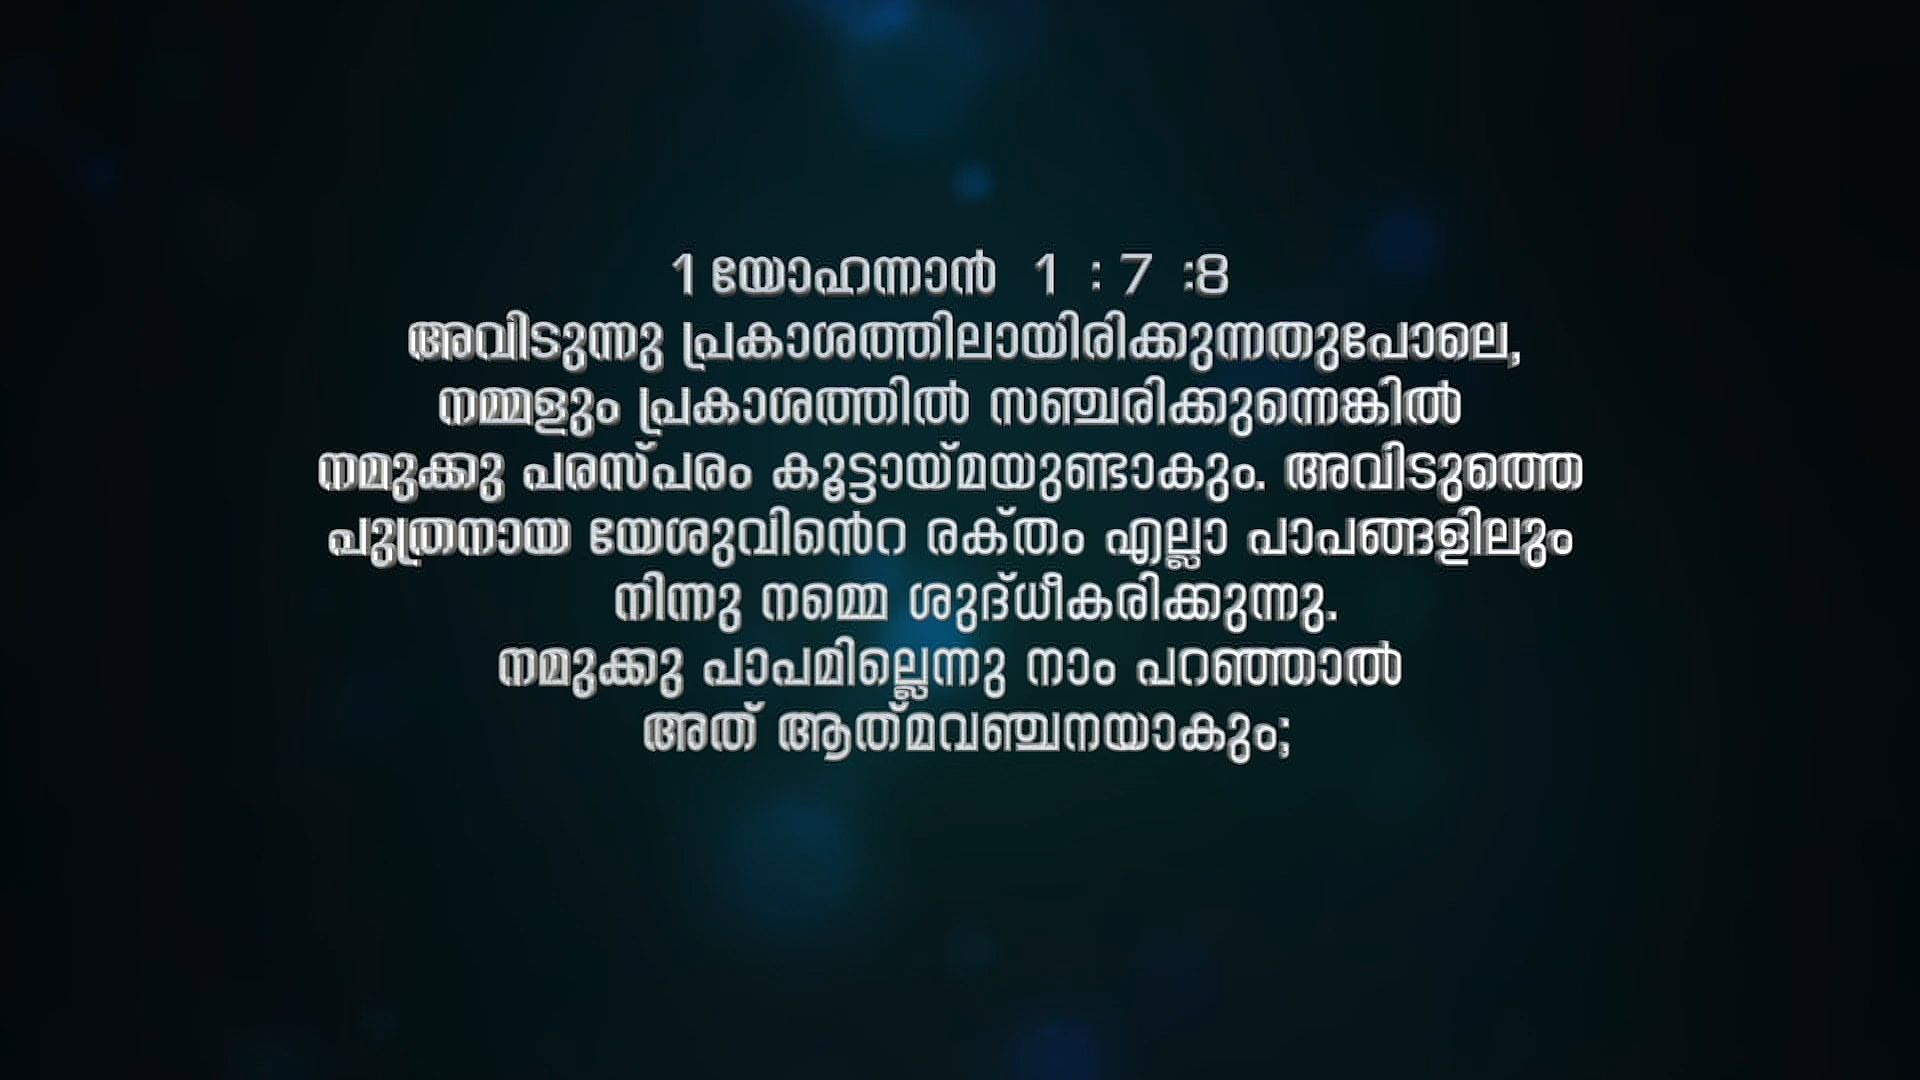 1 യോഹന്നാൻ 1 : 7 :8
അവിടുന്നു പ്രകാശത്തിലായിരിക്കുന്നതുപോലെ,
നമ്മളും പ്രകാശത്തിൽ സഞ്ചരിക്കുന്നെങ്കിൽ
നമുക്കു പരസ്പരം കൂട്ടായ്മയുണ്ടാകും. അവിടുത്തെ
പുത്രനായ യേശുവിൻെറ രക്തം എല്ലാ പാപങ്ങളിലും
നിന്നു നമ്മെ ശുദ്ധീകരിക്കുന്നു.
നമുക്കു പാപമില്ലെന്നു നാം പറഞ്ഞാൽ
അത് ആത്മവഞ്ചനയാകും;